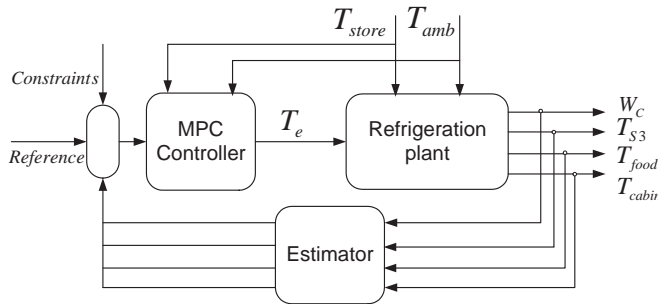 T_store T_amb
Constraints
Reference
MPC
Controller
T_e
Refrigeration
plant
W_C
T_S3
T_food
T_cabin
Estimator